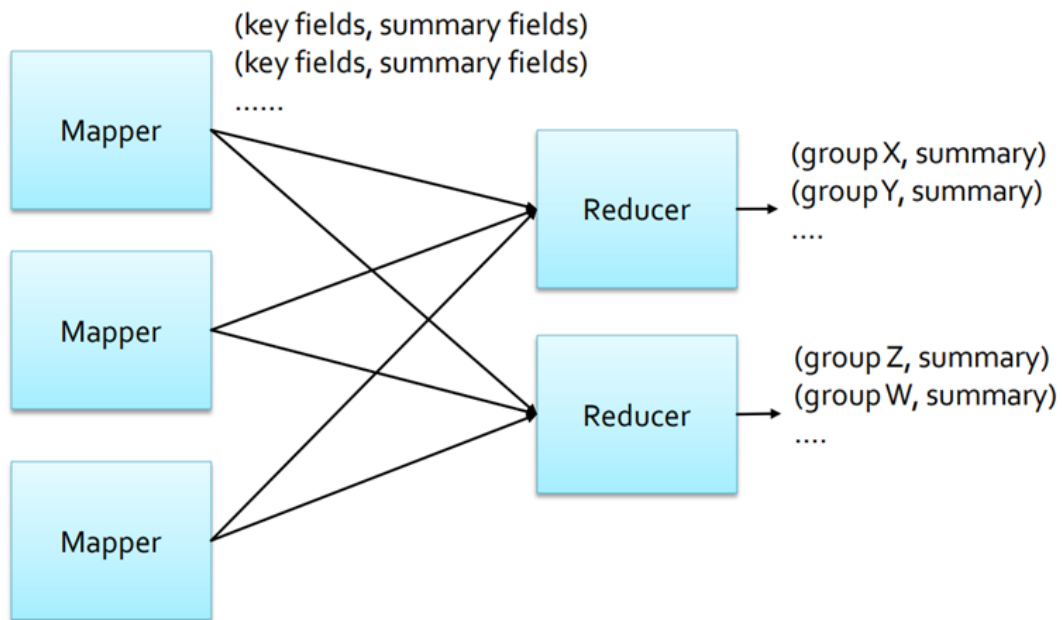 (key fields, summary fields)
(key fields, summary fields)
......
Mapper
Mapper
Mapper
Reducer
Reducer
(group X, summary)
(group Y, summary)
....
(group Z, summary)
(group W, summary)
....